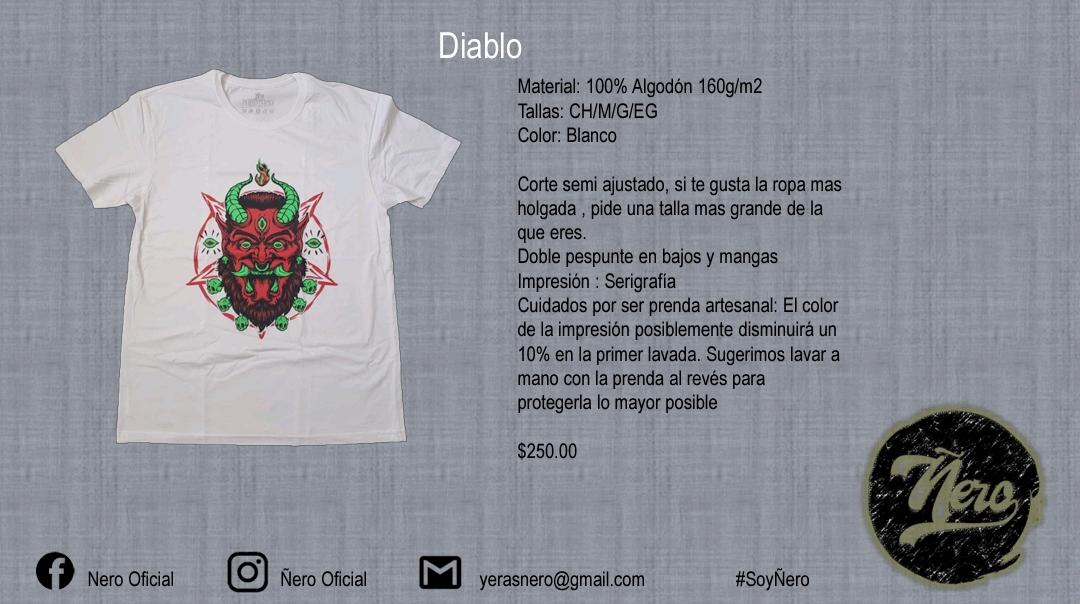 Diablo
Material: 100% Algodón 160g/m2
Tallas: CH/M/G/EG
Color: Blanco
Corte semi ajustado, si te gusta la ropa mas
holgada , pide una talla mas grande de la
que eres.
Doble pespunte en bajos y mangas
Impresión : Serigrafía
Cuidados por ser prenda artesanal: El color
de la impresión posiblemente disminuirá un
10% en la primer lavada. Sugerimos lavar a
mano con la prenda al revés para
protegerla lo mayor posible
$250.00
Ñero
Nero Oficial
Ñero Oficial
yerasnero@gmail.com
#SoyÑero